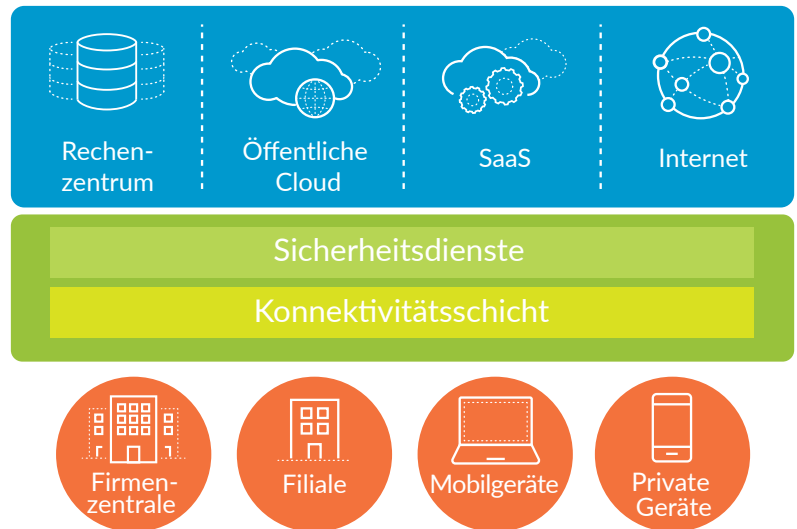 Rechen-
zentrum
Öffentliche
Cloud
SaaS
Internet
Sicherheitsdienste
Konnektivitätsschicht
Firmen-
zentrale
Filiale
Mobilgeräte
Private
Geräte